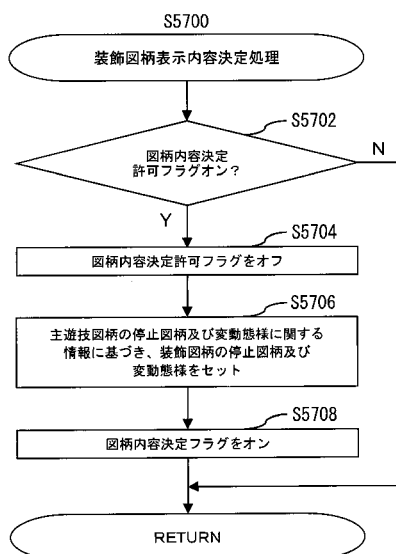 S5700
装飾図柄表示内容決定処理
S5702
図柄内容決定
許可フラグオン?
N
Y
S5704
図柄内容決定許可フラグをオフ
S5706
主遊技図柄の停止図柄及び変動態様に関する
情報に基づき、装飾図柄の停止図柄及び
変動態様をセット
S5708
図柄内容決定フラグをオン
RETURN